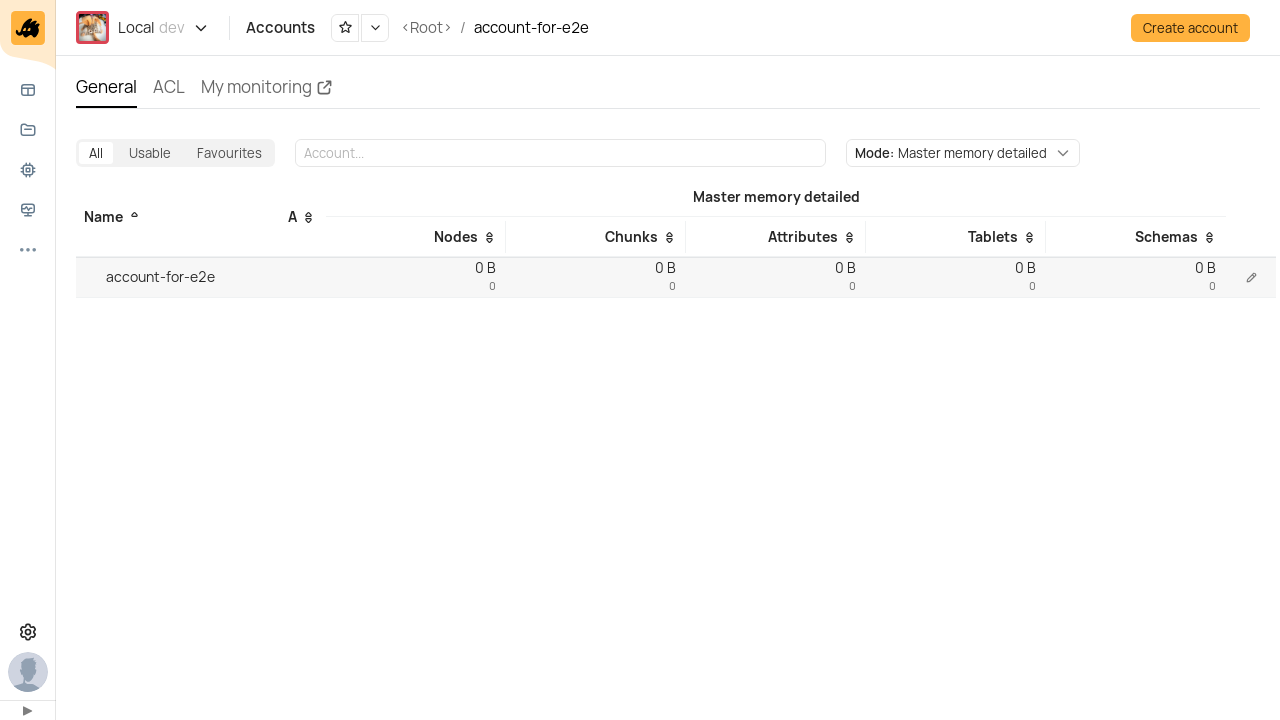 Local dev
Accounts
<Root> / account-for-e2e
Create account
General
ACL
My monitoring
All
Usable
Favourites
Account...
Mode: Master memory detailed
Name
A
Master memory detailed
Nodes
Chunks
Attributes
Tablets
Schemas
account-for-e2e
0 B
0
0 B
0
0 B
0
0 B
0
0 B
0